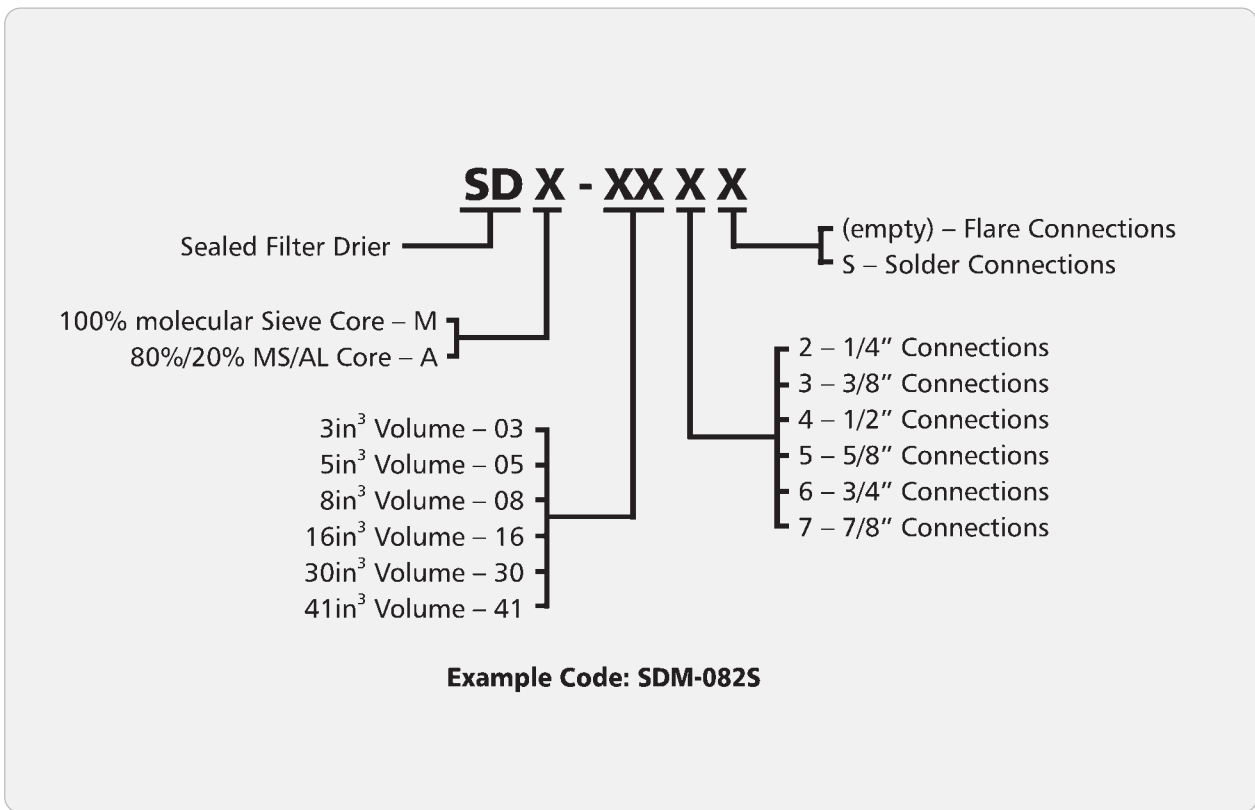 SD X - XX X X
Sealed Filter Drier
(empty) – Flare Connections
S – Solder Connections
100% molecular Sieve Core – M
80%/20% MS/AL Core – A
2 – 1/4” Connections
3 – 3/8” Connections
4 – 1/2” Connections
5 – 5/8” Connections
6 – 3/4” Connections
7 – 7/8” Connections
3in³ Volume – 03
5in³ Volume – 05
8in³ Volume – 08
16in³ Volume – 16
30in³ Volume – 30
41in³ Volume – 41
Example Code: SDM-082S